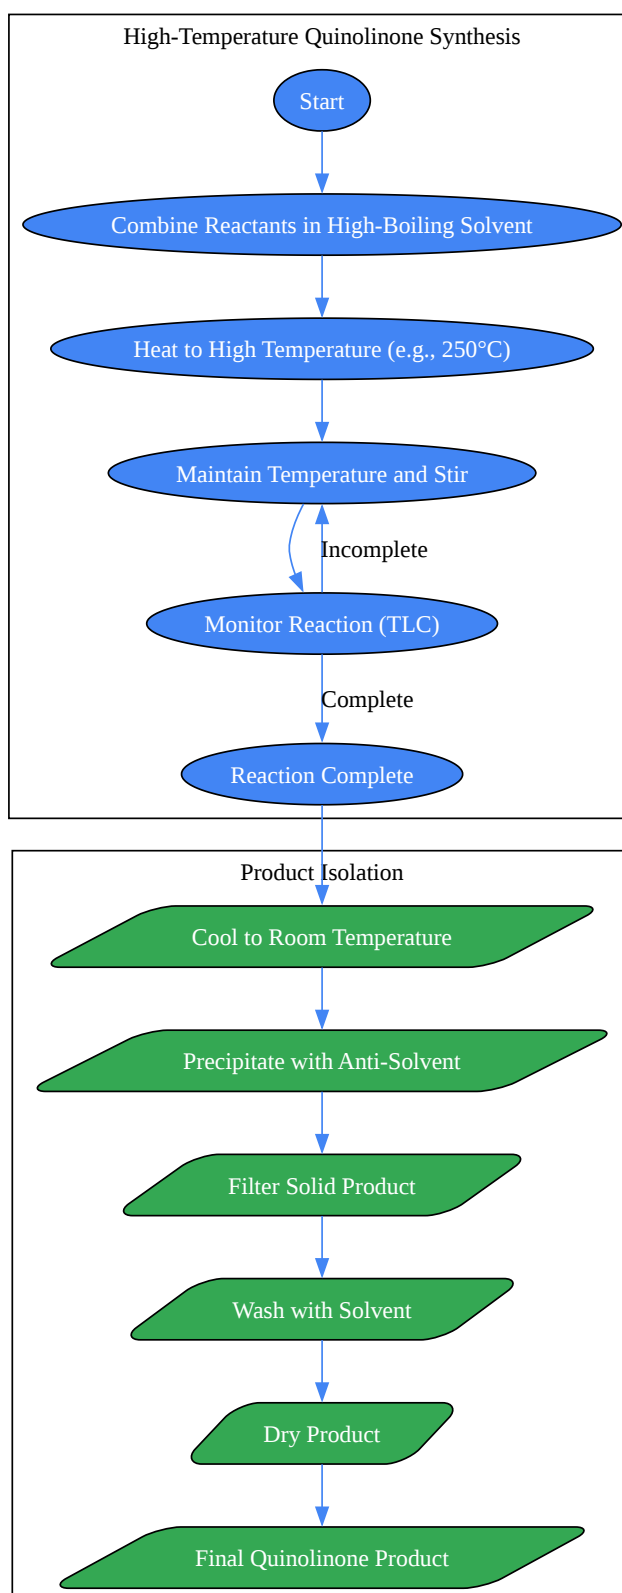 High-Temperature Quinolinone Synthesis
Start
Combine Reactants in High-Boiling Solvent
Heat to High Temperature (e.g., 250°C)
Maintain Temperature and Stir
Incomplete
Monitor Reaction (TLC)
Complete
Reaction Complete
Product Isolation
Cool to Room Temperature
Precipitate with Anti-Solvent
Filter Solid Product
Wash with Solvent
Dry Product
Final Quinolinone Product